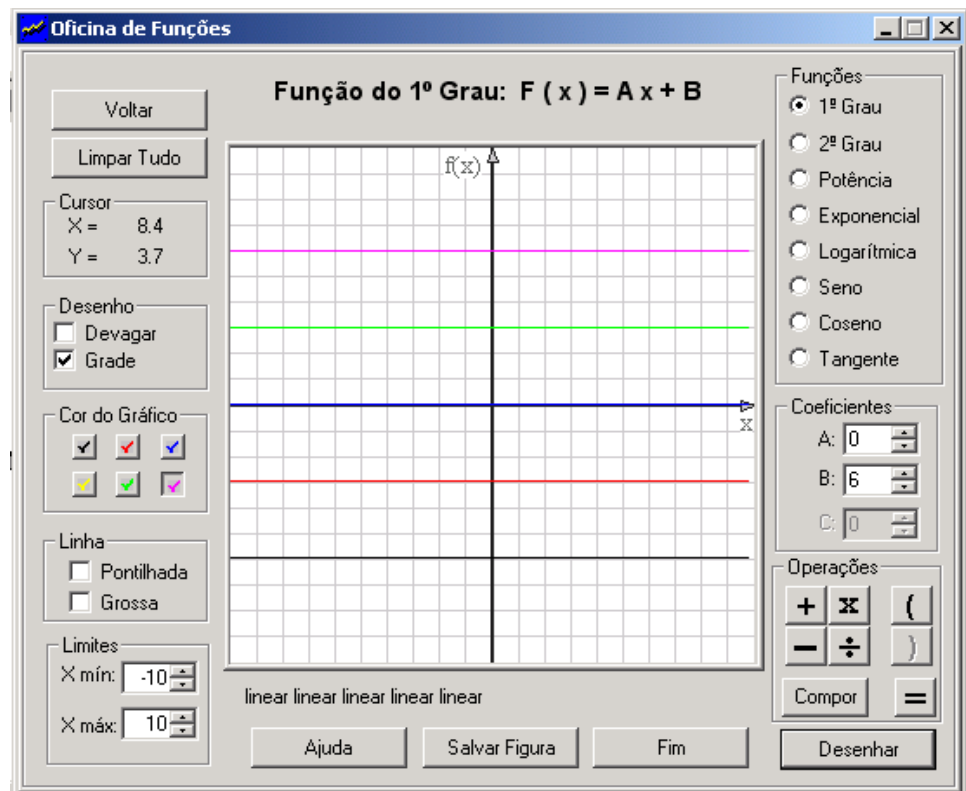 Oficina de Funções
Função do 1º Grau: F ( x ) = A x + B
Voltar
Limpar Tudo
Cursor
X = 8.4
Y = 3.7
Desenho
Devagar
Grade
Cor do Gráfico
Linha
Pontilhada
Grossa
Limites
X mín: -10
X máx: 10
f(x)
x
linear linear linear linear linear
Ajuda
Salvar Figura
Fim
Funções
1º Grau
2º Grau
Potência
Exponencial
Logarítmica
Seno
Coseno
Tangente
Coeficientes
A: 0
B: 6
C: 0
Operações
+ x (
− ÷ )
Compor =
Desenhar